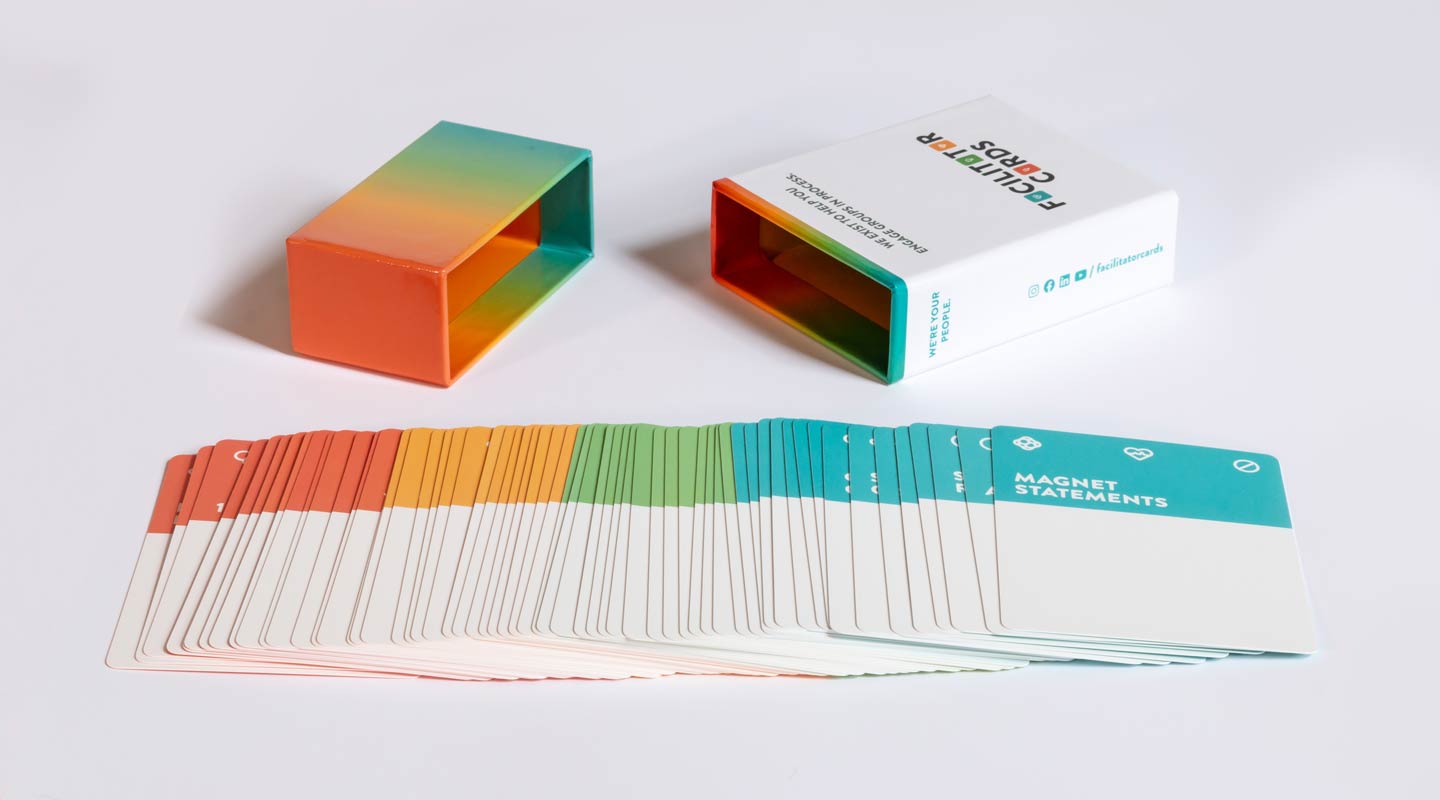 FACILITATOR
CARDS
WE EXIST TO HELP YOU
ENGAGE GROUPS IN PROCESS.
WE'RE YOUR
PEOPLE.
/ facilitatorcards
MAGNET
STATEMENTS